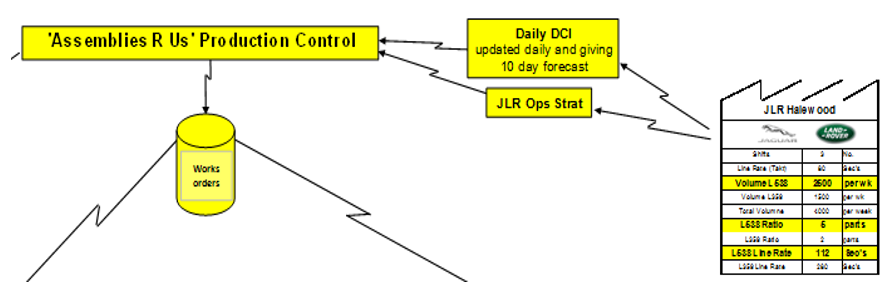 'Assemblies R Us' Production Control
Daily DCI
updated daily and giving
10 day forecast
JLR Ops Strat
Works
orders
JLR Halewood
JAGUAR
LAND-
ROVER
Shifts 3 No.
Line Rate (Takt) Sec's
Volume L538 2500 per wk
Volume L359 1500 per wk
Total Volume 4000 per week
L538 Ratio 5 parts
L359 Ratio parts
L538 Line Rate 112 Sec's
L359 Line Rate Sec's